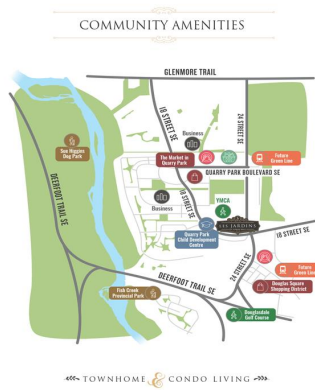 COMMUNITY AMENITIES
GLENMORE TRAIL
18 STREET SE
24 STREET SE
Business
Sue Higgins
Dog Park
The Market in
Quarry Park
Future
Green Line
QUARRY PARK BOULEVARD SE
DEERFOOT TRAIL SE
18 STREET SE
Business
YMCA
LES JARDINS
Quarry Park
Child Development
Centre
18 STREET SE
24 STREET SE
DEERFOOT TRAIL SE
Future
Green Line
Douglas Square
Shopping District
Fish Creek
Provincial Park
Douglasdale
Golf Course
TOWNHOME & CONDO LIVING